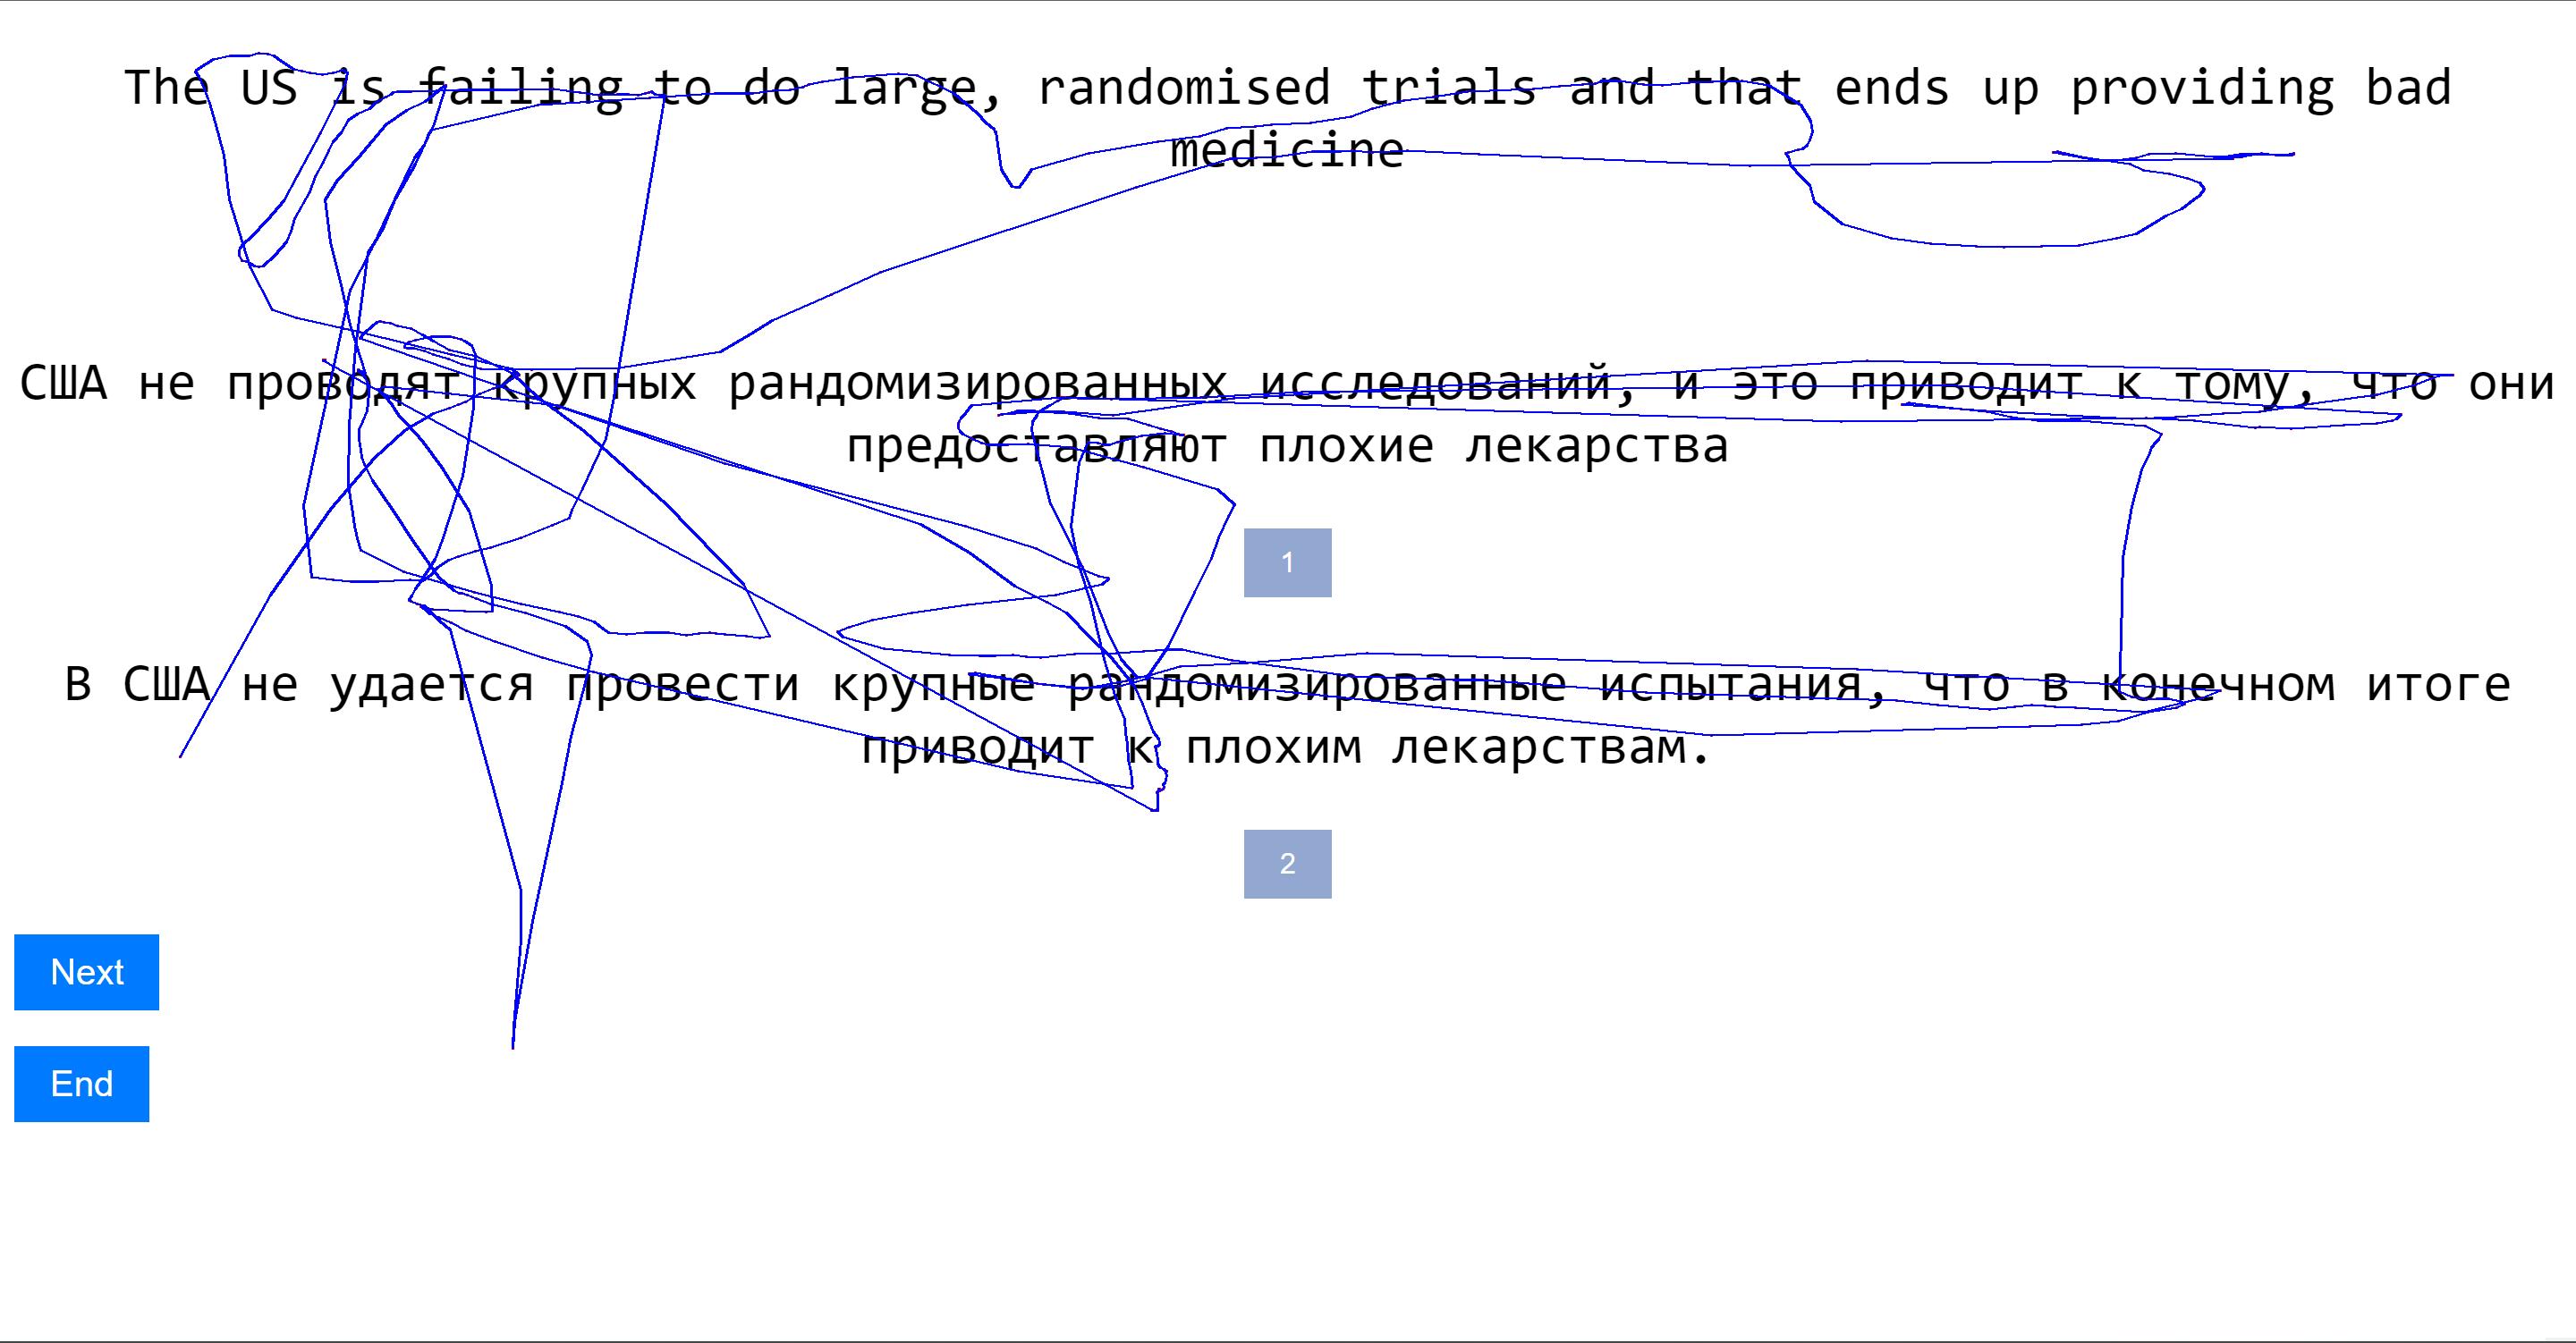 The US is failing to do large, randomised trials and that ends up providing bad
medicine
США не проводят крупных рандомизированных исследований, и это приводит к тому, что они
предоставляют плохие лекарства
1
В США не удается провести крупные рандомизированные испытания, что в конечном итоге
приводит к плохим лекарствам.
2
Next
End